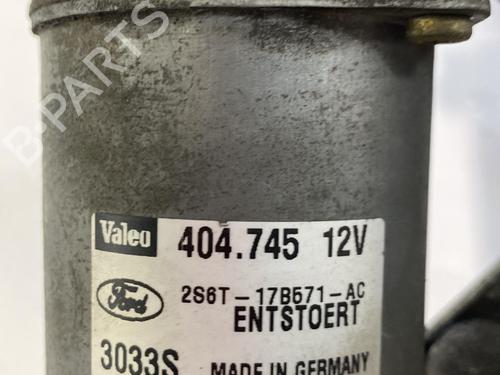 B-PARTS
Valeo 404.745 12V
Ford 2S6T-17B571-AC
ENTSTOERT
3033S MADE IN GERMANY